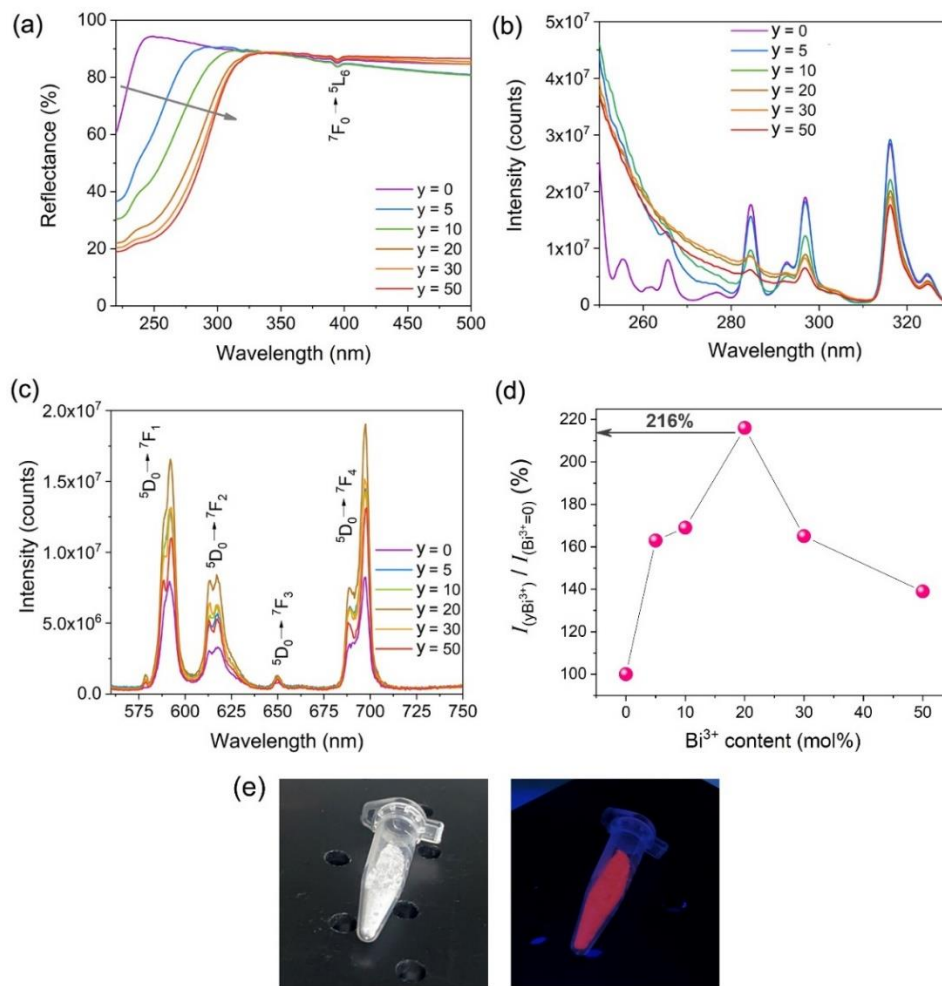 (a)
100
80
60
40
20
0
Reflectance (%)
⁷F₀ → ⁵L₆
y = 0
y = 5
y = 10
y = 20
y = 30
y = 50
250 300 350 400 450 500
Wavelength (nm)
(b)
5x10⁷
4x10⁷
3x10⁷
2x10⁷
1x10⁷
0
Intensity (counts)
y = 0
y = 5
y = 10
y = 20
y = 30
y = 50
260 280 300 320
Wavelength (nm)
(c)
2.0x10⁷
1.5x10⁷
1.0x10⁷
5.0x10⁶
0.0
Intensity (counts)
⁵D₀ → ⁷F₁
⁵D₀ → ⁷F₂
⁵D₀ → ⁷F₃
⁵D₀ → ⁷F₄
y = 0
y = 5
y = 10
y = 20
y = 30
y = 50
575 600 625 650 675 700 725 750
Wavelength (nm)
(d)
220
200
180
160
140
120
100
I(yBi³⁺) / I(Bi³⁺=0) (%)
216%
0 10 20 30 40 50
Bi³⁺ content (mol%)
(e)